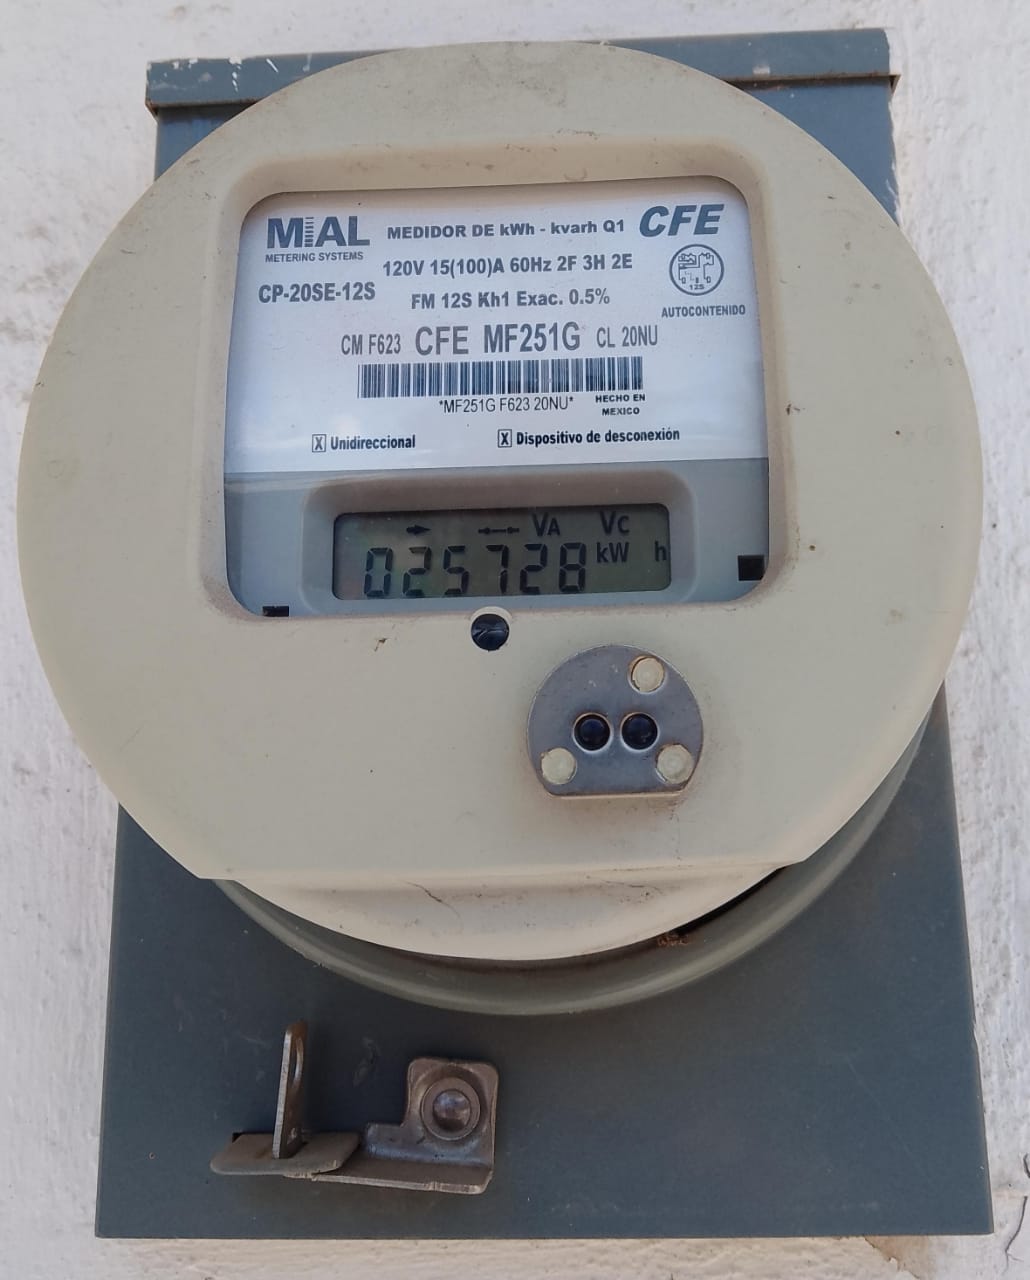 MIAL
METERING SYSTEMS
MEDIDOR DE kWh - kvarh Q1
CFE
120V 15(100)A 60Hz 2F 3H 2E
CP-20SE-12S
FM 12S Kh1 Exac. 0.5%
12S
AUTOCONTENIDO
CM F623 CFE MF251G CL 20NU
*MF251G F623 20NU*
HECHO EN
MEXICO
X Unidireccional
X Dispositivo de desconexión
VA VC
025728 kW h